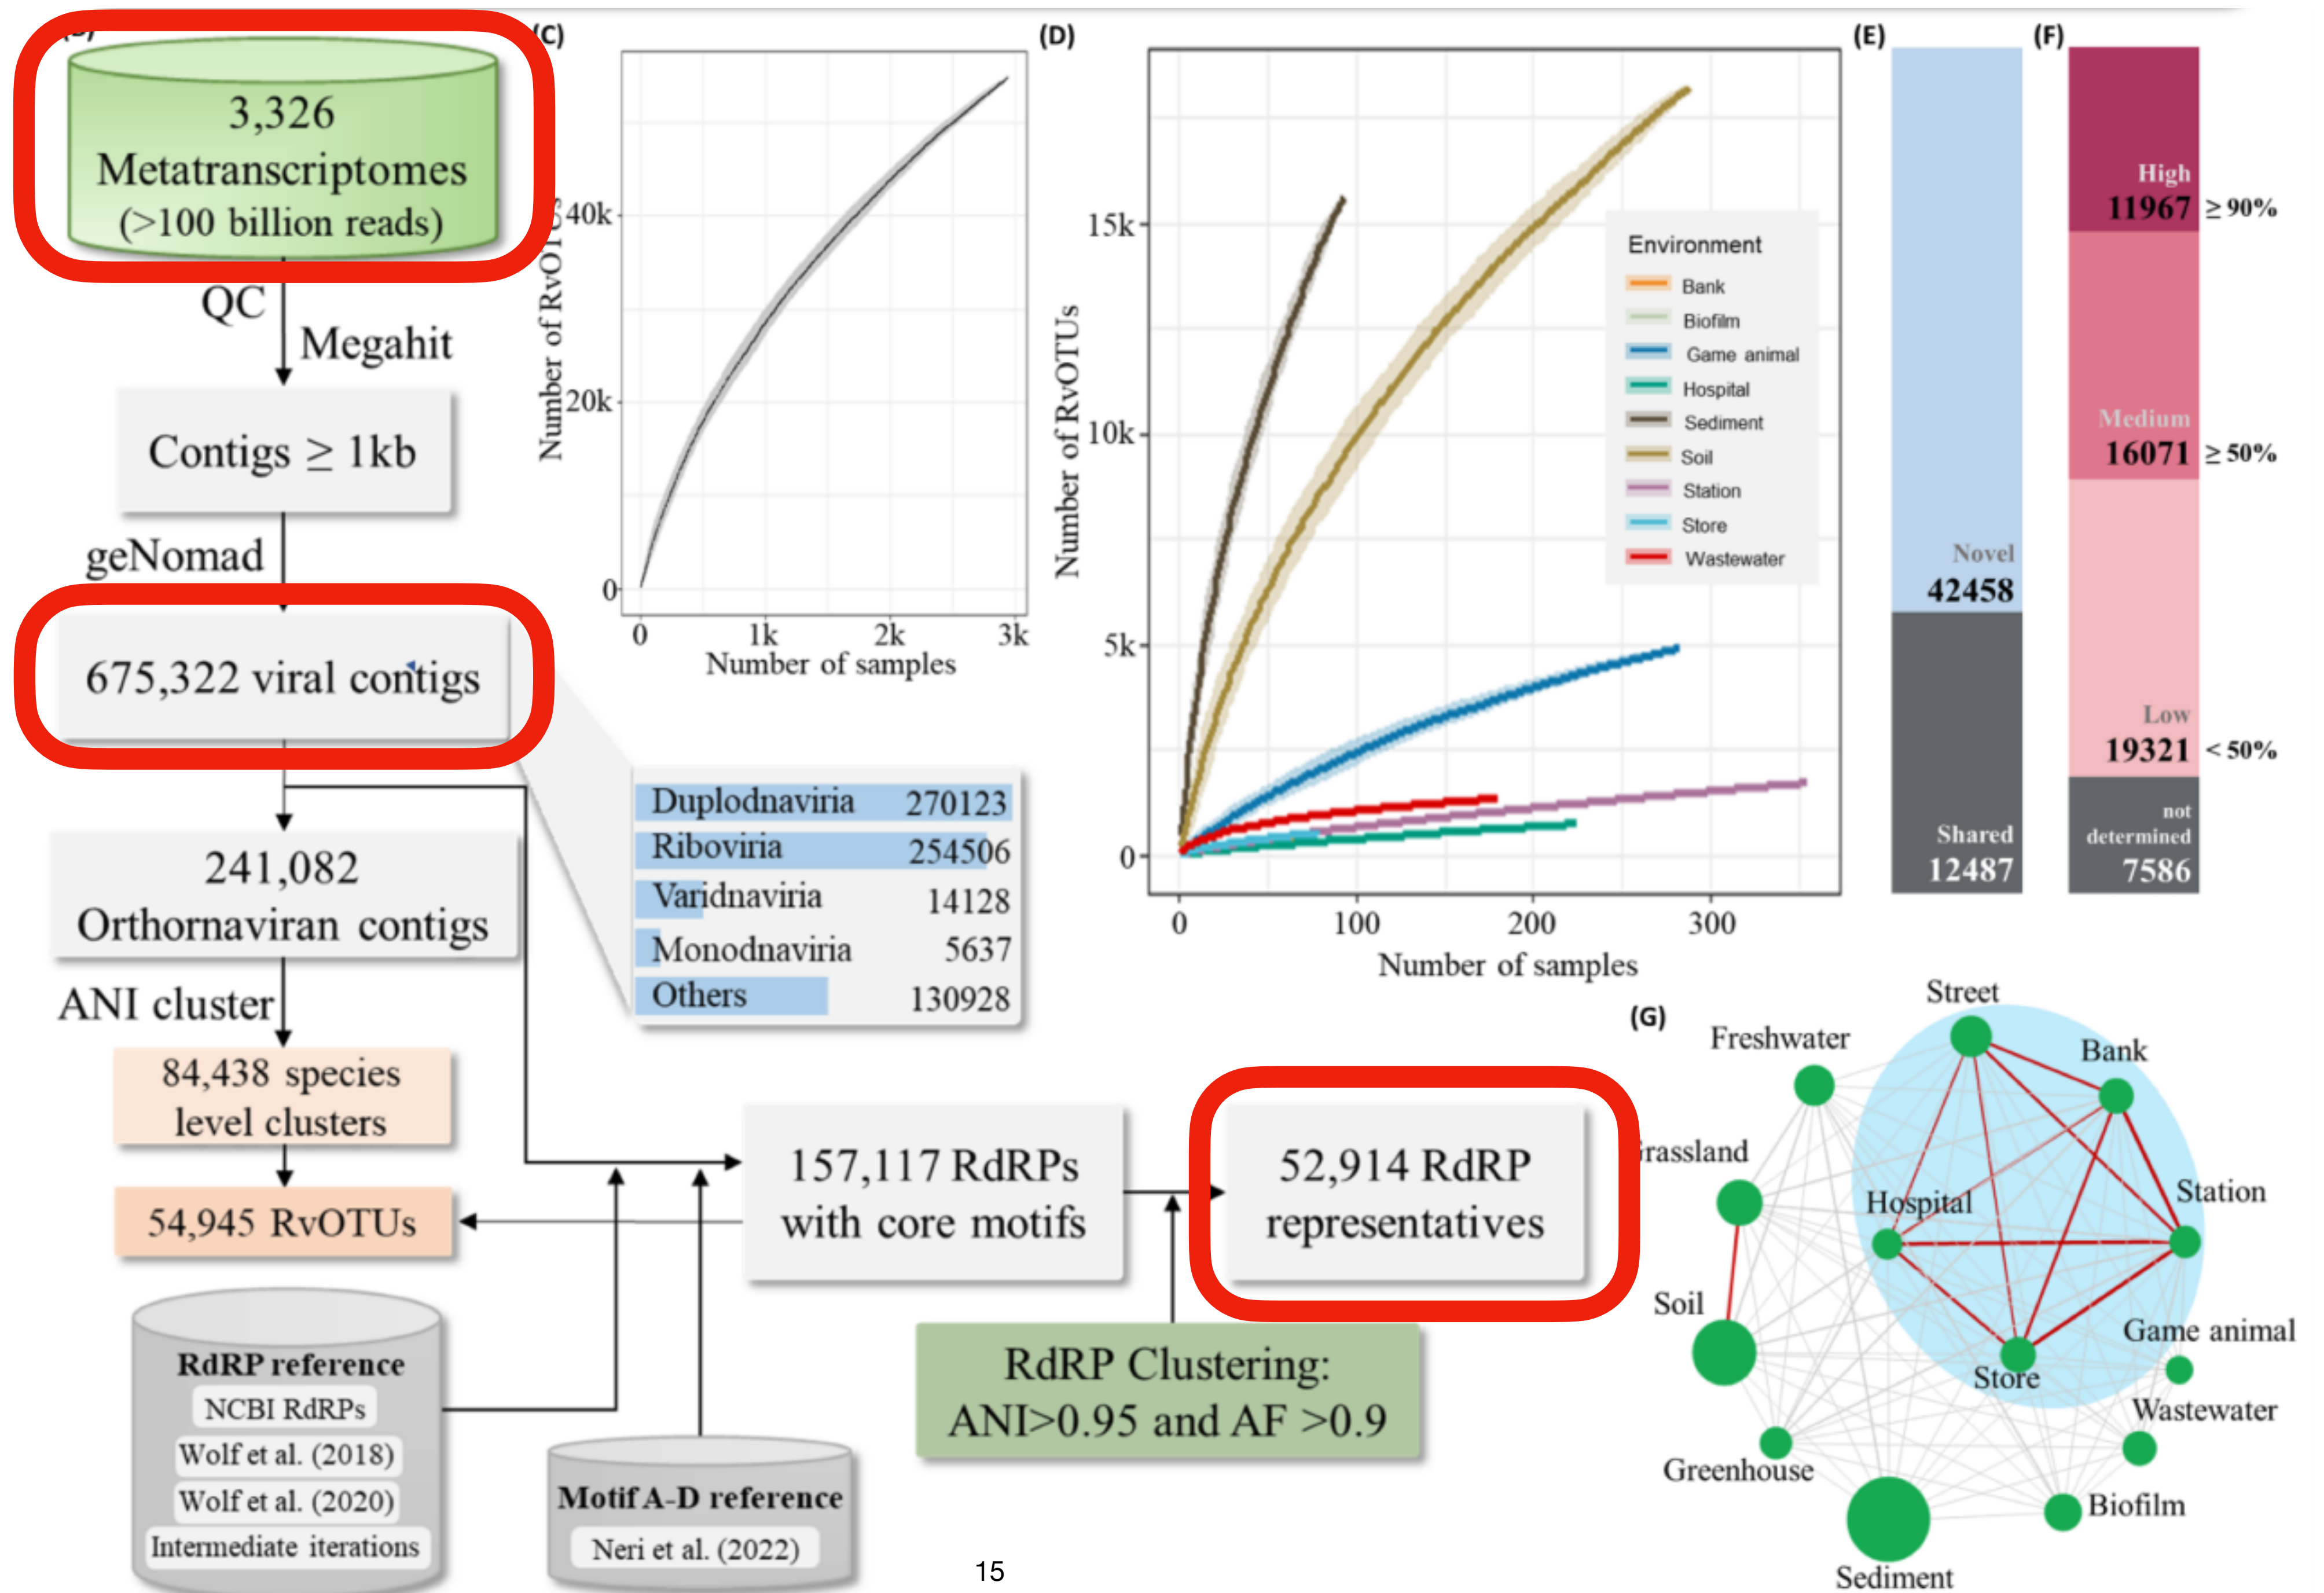 3,326
Metatranscriptomes
(>100 billion reads)
QC
Megahit
Contigs ≥ 1kb
geNomad
675,322 viral contigs
241,082
Orthornaviran contigs
ANI cluster
84,438 species
level clusters
54,945 RvOTUs
RdRP reference
NCBI RdRPs
Wolf et al. (2018)
Wolf et al. (2020)
Intermediate iterations
Motif A-D reference
Neri et al. (2022)
157,117 RdRPs
with core motifs
52,914 RdRP
representatives
RdRP Clustering:
ANI>0.95 and AF >0.9
Duplodnaviria 270123
Riboviria 254506
Varidnaviria 14128
Monodnaviria 5637
Others 130928
(C)
Number of RvOTUs
40k
20k
0
0 1k 2k 3k
Number of samples
(D)
Number of RvOTUs
15k
10k
5k
0
0 100 200 300
Number of samples
Environment
Bank
Biofilm
Game animal
Hospital
Sediment
Soil
Station
Store
Wastewater
(E)
Novel
42458
Shared
12487
(F)
High
11967 ≥ 90%
Medium
16071 ≥ 50%
Low
19321 < 50%
not
determined
7586
(G)
Street
Freshwater
Bank
rassland
Hospital
Station
Soil
Game animal
Store
Wastewater
Greenhouse
Biofilm
Sediment
15